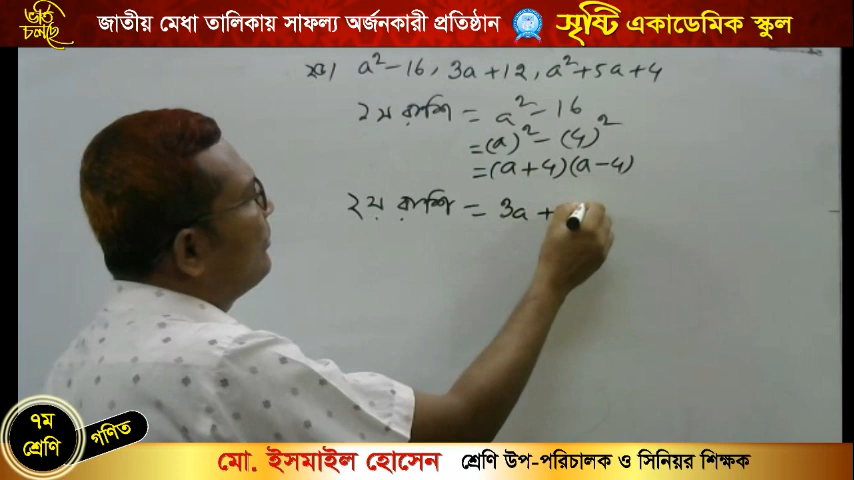 ভর্তি চলছে
জাতীয় মেধা তালিকায় সাফল্য অর্জনকারী প্রতিষ্ঠান সৃষ্টি একাডেমিক স্কুল
a² - 16, 3a + 12, a² + 5a + 4
১ম রাশি = a² - 16
= (a)² - (4)²
= (a + 4)(a - 4)
২য় রাশি = 3a +
৭ম শ্রেণি
গণিত
মো. ইসমাইল হোসেন শ্রেণি উপ-পরিচালক ও সিনিয়র শিক্ষক